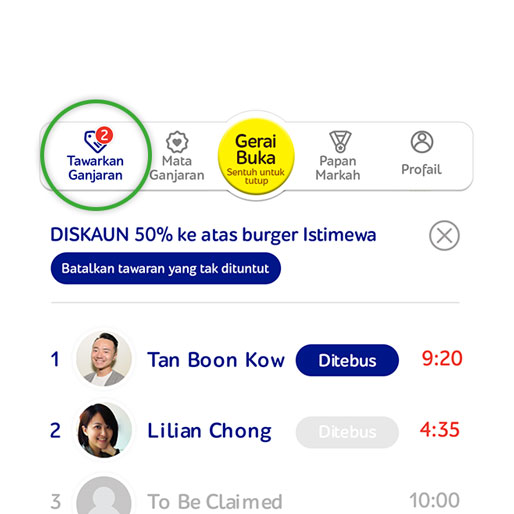 2
Tawarkan
Ganjaran
Mata
Ganjaran
Gerai
Buka
Sentuh untuk
tutup
Papan
Markah
Profail
DISKAUN 50% ke atas burger Istimewa
Batalkan tawaran yang tak dituntut
1 Tan Boon Kow Ditebus 9:20
2 Lilian Chong Ditebus 4:35
3 To Be Claimed 10:00